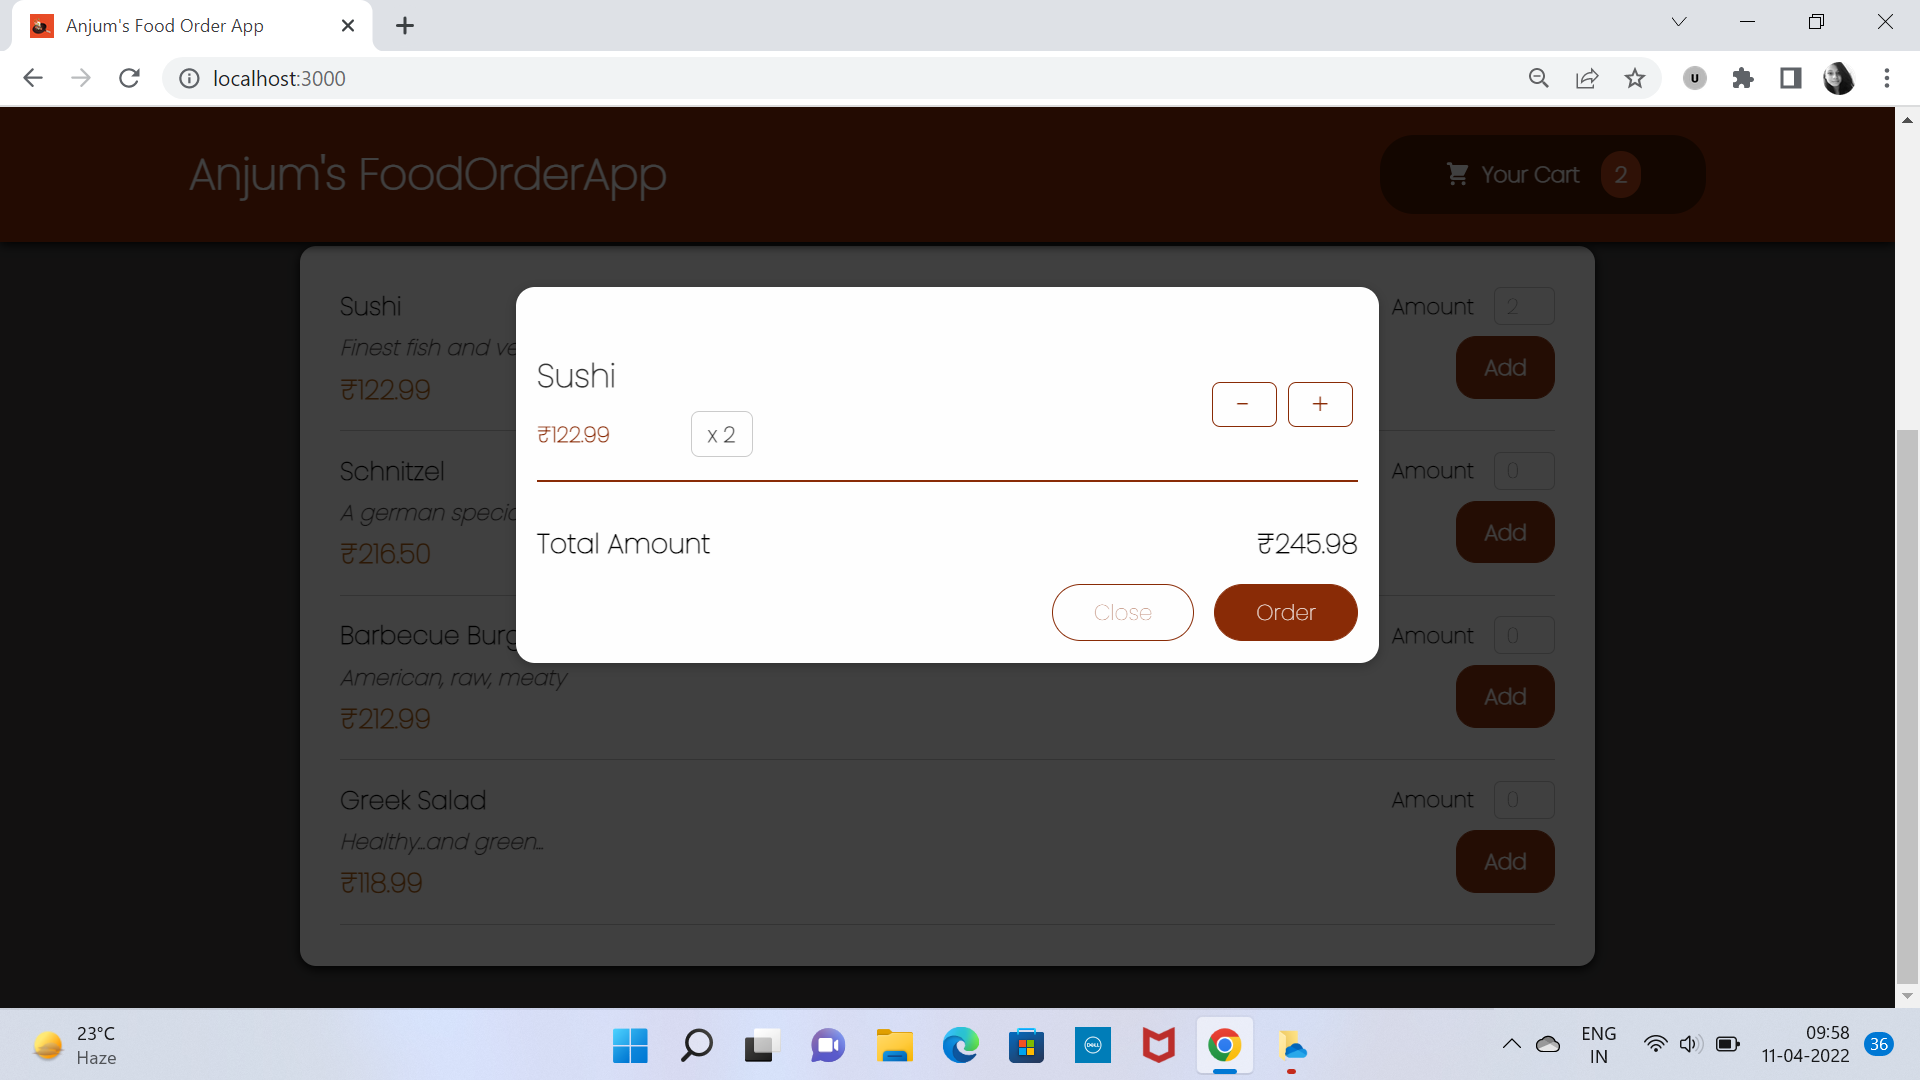 Anjum's Food Order App
localhost:3000
U
Anjum's FoodOrderApp
Your Cart 2
Sushi
Amount 2
Finest fish and ve
₹122.99
Add
Sushi
₹122.99
x 2
- +
Total Amount
₹245.98
Close
Order
Schnitzel
Amount 0
A german specia
₹216.50
Add
Barbecue Burg
Amount 0
American, raw, meaty
₹212.99
Add
Greek Salad
Amount 0
Healthy...and green...
₹118.99
Add
23°C
Haze
DELL
ENG
IN
09:58
11-04-2022
36